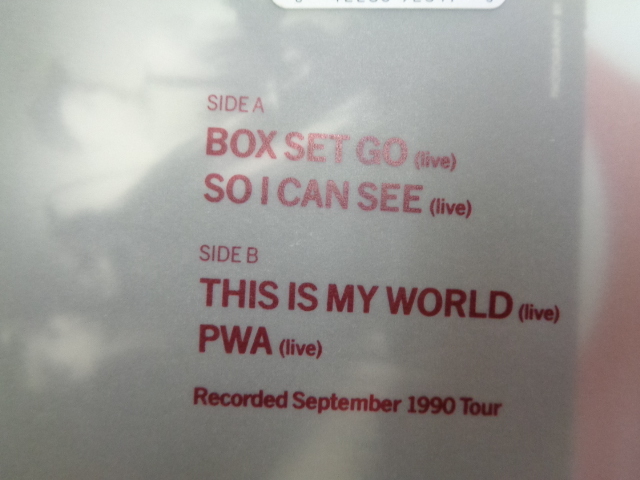 SIDE A
BOX SET GO (live)
SO I CAN SEE (live)
SIDE B
THIS IS MY WORLD (live)
PWA (live)
Recorded September 1990 Tour